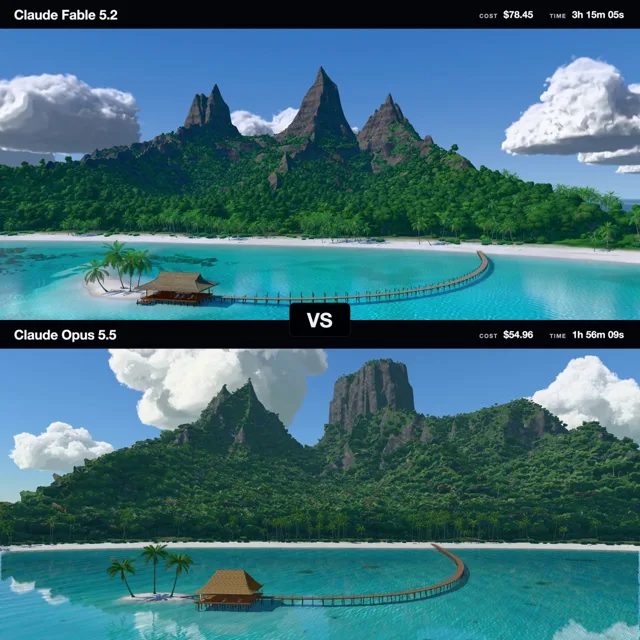 Claude Fable 5.2 COST $78.45 TIME 3h 15m 05s
VS
Claude Opus 5.5 COST $54.96 TIME 1h 56m 09s